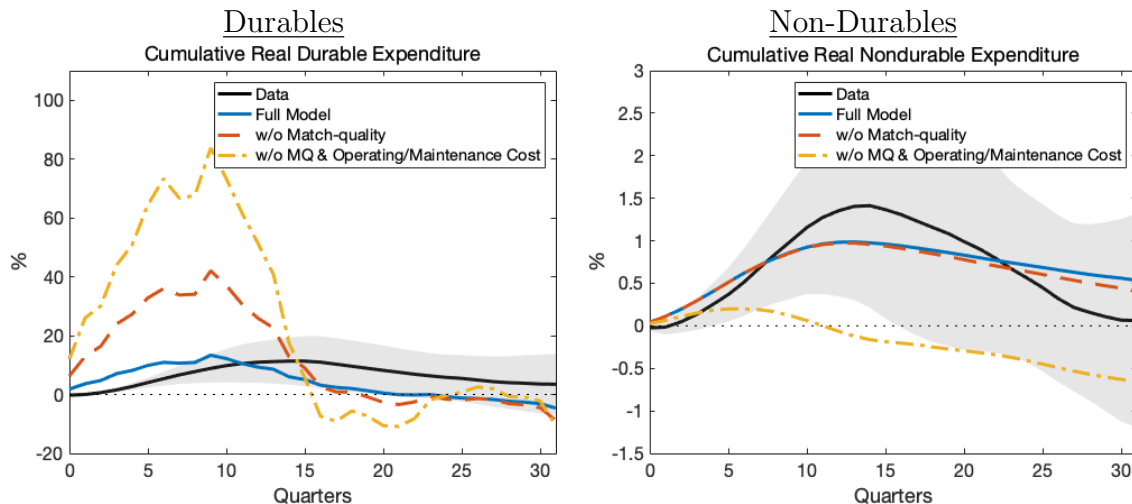 Durables
Cumulative Real Durable Expenditure
100
80
60
40
20
0
-20
%
Data
Full Model
w/o Match-quality
w/o MQ & Operating/Maintenance Cost
0 5 10 15 20 25 30
Quarters
Non-Durables
Cumulative Real Nondurable Expenditure
3
2.5
2
1.5
1
0.5
0
-0.5
-1
-1.5
%
Data
Full Model
w/o Match-quality
w/o MQ & Operating/Maintenance Cost
0 5 10 15 20 25 30
Quarters